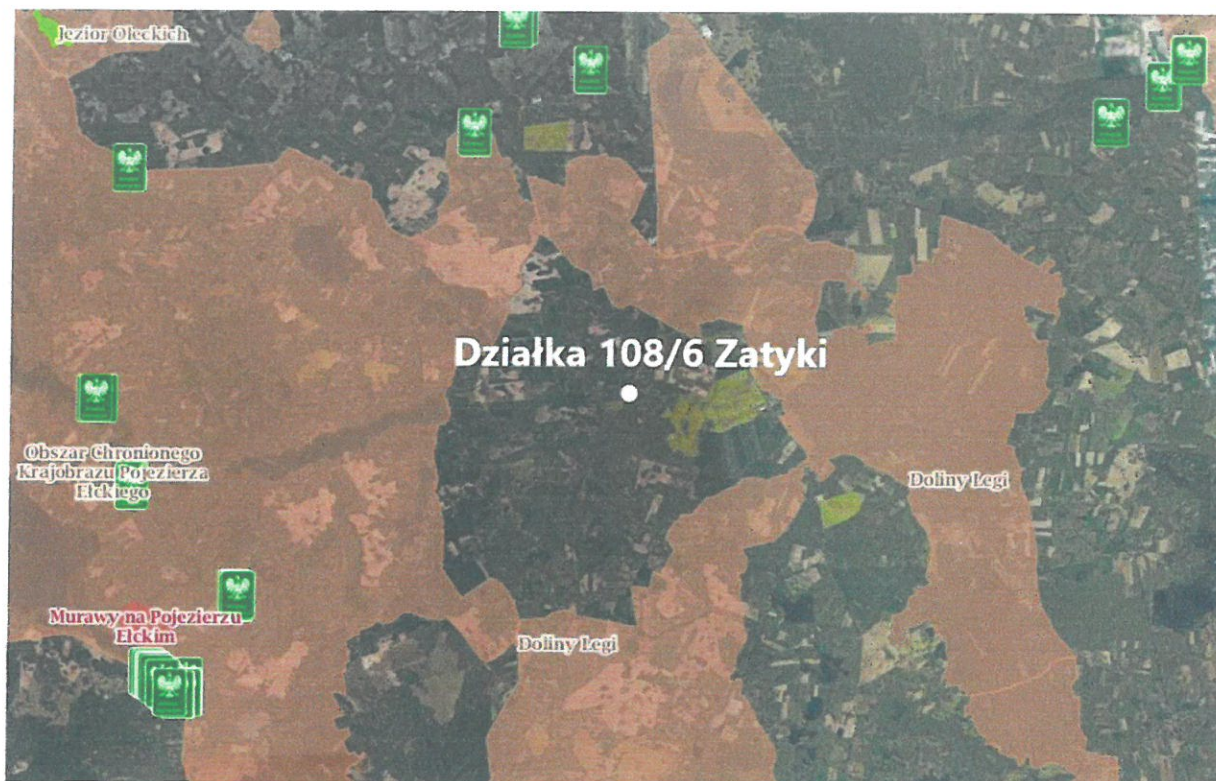 Jezior Oleckich
Działka 108/6 Zatyki
Obszar Chronionego
Krajobrazu Pojezierza
Ełckiego
Doliny Legi
Murawy na Pojezierzu
Ełckim
Doliny Legi